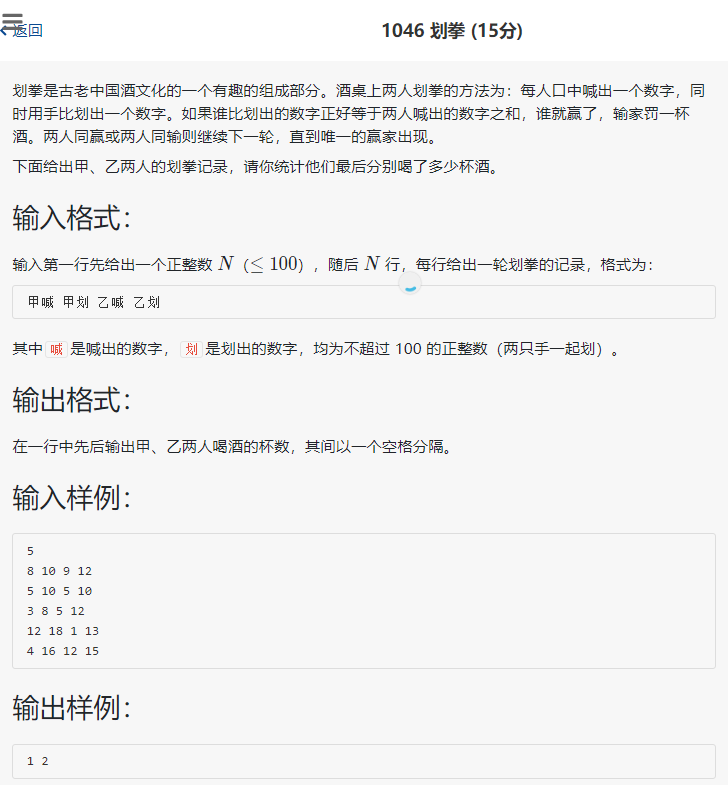 返回
1046 划拳 (15分)
划拳是古老中国酒文化的一个有趣的组成部分。酒桌上两人划拳的方法为：每人口中喊出一个数字，同
时用手比划出一个数字。如果谁比划出的数字正好等于两人喊出的数字之和，谁就赢了，输家罚一杯
酒。两人同赢或两人同输则继续下一轮，直到唯一的赢家出现。
下面给出甲、乙两人的划拳记录，请你统计他们最后分别喝了多少杯酒。
输入格式：
输入第一行先给出一个正整数 N（≤ 100），随后 N 行，每行给出一轮划拳的记录，格式为：
甲喊 甲划 乙喊 乙划
其中 喊 是喊出的数字， 划 是划出的数字，均为不超过 100 的正整数（两只手一起划）。
输出格式：
在一行中先后输出甲、乙两人喝酒的杯数，其间以一个空格分隔。
输入样例：
5
8 10 9 12
5 10 5 10
3 8 5 12
12 18 1 13
4 16 12 15
输出样例：
1 2